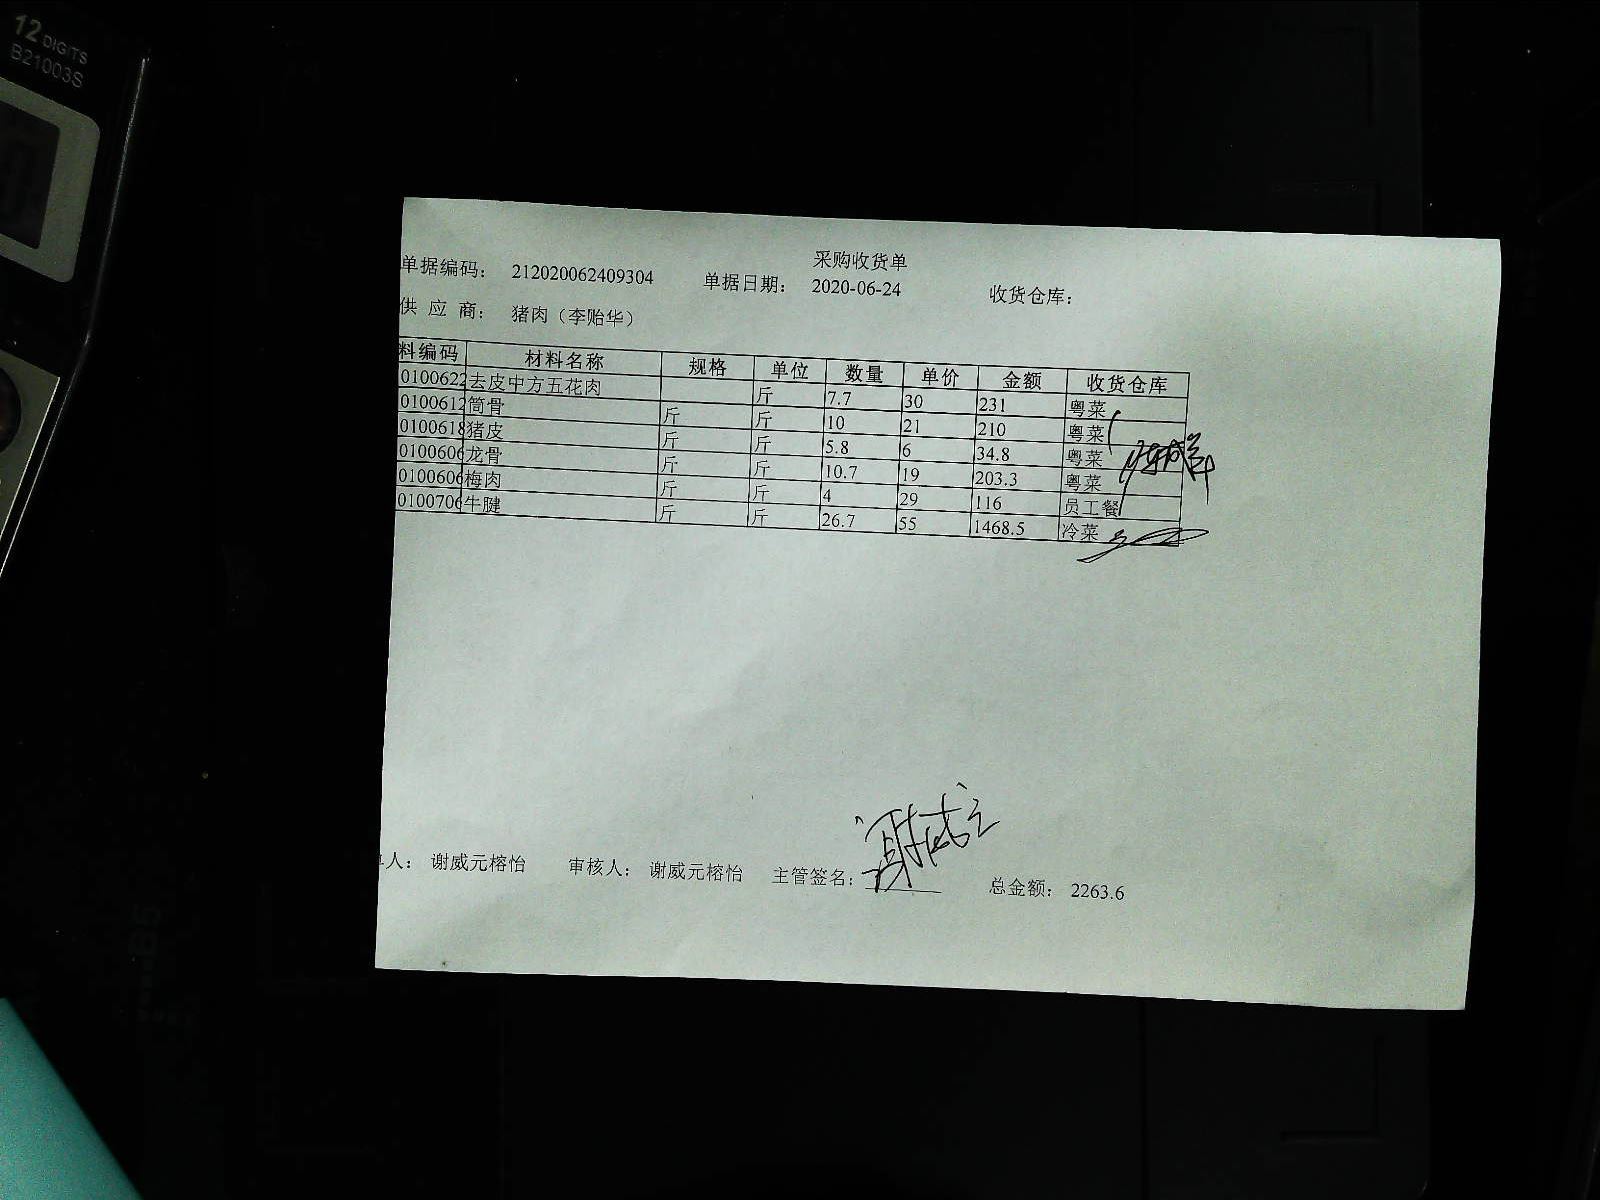 12 DIGITS
B21003S
采购收货单
单据编码： 212020062409304 单据日期： 2020-06-24 收货仓库：
供 应 商： 猪肉（李贻华）
料编码 材料名称 规格 单位 数量 单价 金额 收货仓库
0100622 去皮中方五花肉 斤 7.7 30 231 粤菜
0100612 筒骨 斤 斤 10 21 210 粤菜
0100618 猪皮 斤 斤 5.8 6 34.8 粤菜
0100606 龙骨 斤 斤 10.7 19 203.3 粤菜
0100606 梅肉 斤 斤 4 29 116 员工餐
0100706 牛腱 斤 斤 26.7 55 1468.5 冷菜
人： 谢威元榕怡 审核人： 谢威元榕怡 主管签名： 总金额： 2263.6